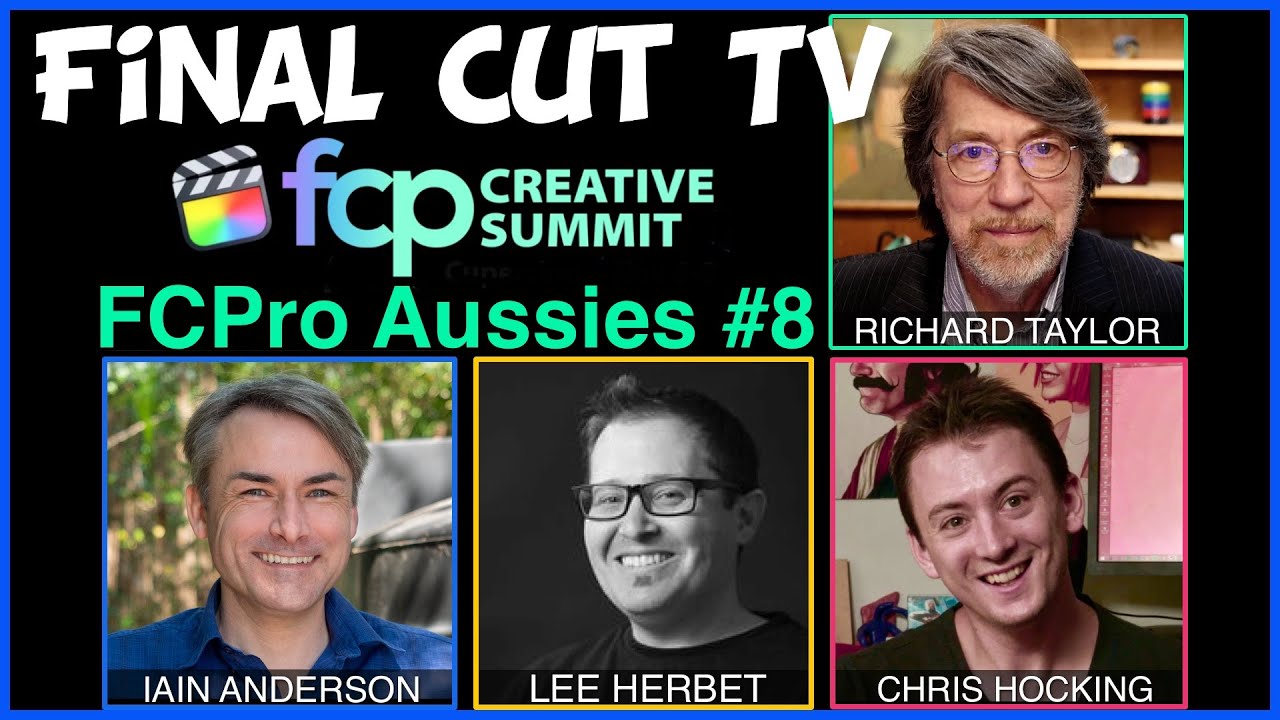 FiNAL CUT TV
fcp CREATIVE
SUMMIT
FCPro Aussies #8
RICHARD TAYLOR
IAIN ANDERSON
LEE HERBET
CHRIS HOCKING